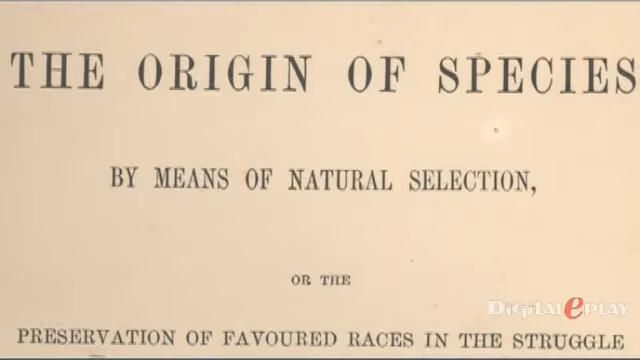 THE ORIGIN OF SPECIES
BY MEANS OF NATURAL SELECTION,
OR THE
DIGITALePLAY
PRESERVATION OF FAVOURED RACES IN THE STRUGGLE